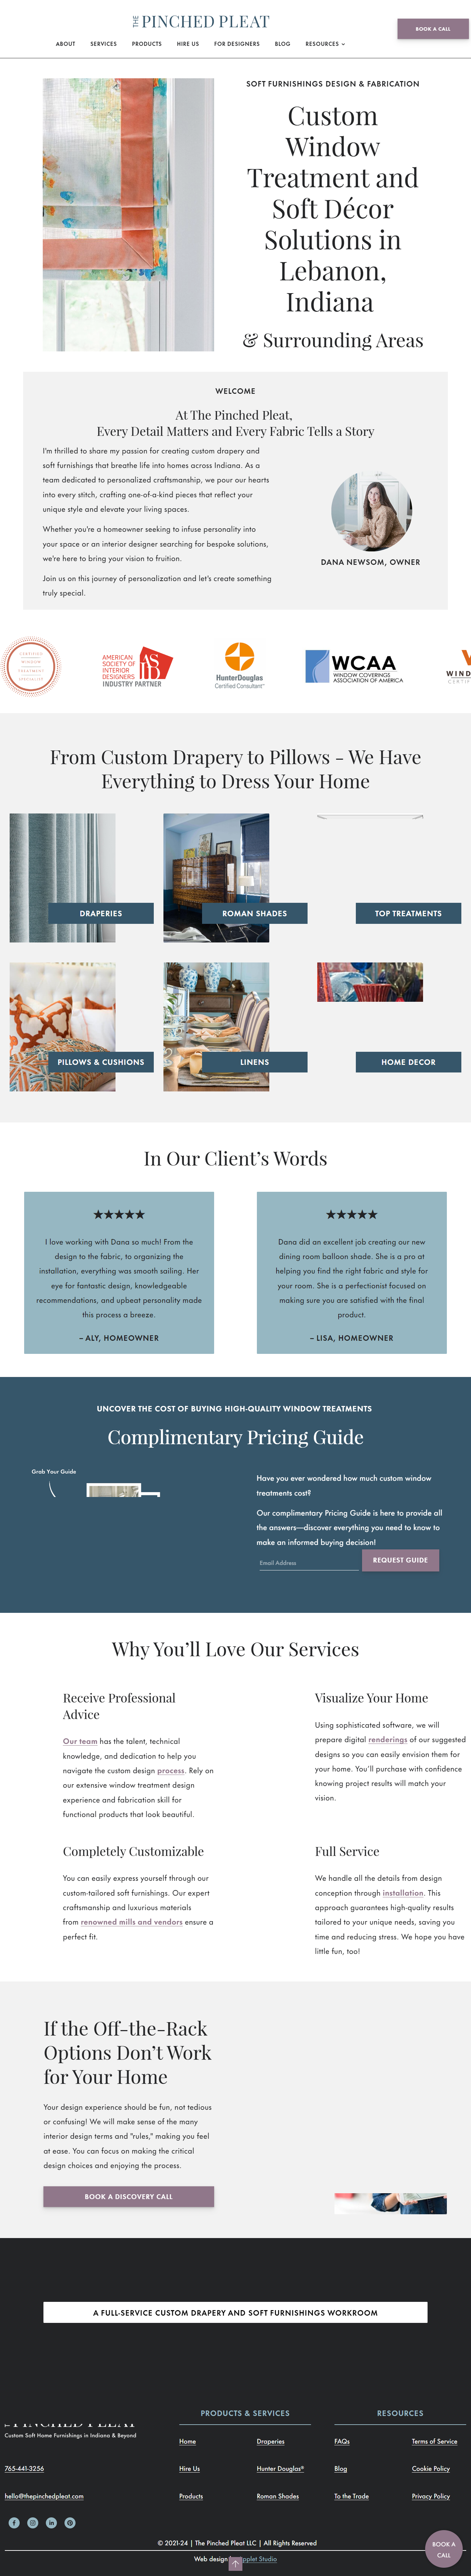 THE PINCHED PLEAT
BOOK A CALL
ABOUT SERVICES PRODUCTS HIRE US FOR DESIGNERS BLOG RESOURCES
SOFT FURNISHINGS DESIGN & FABRICATION
Custom
Window
Treatment and
Soft Décor
Solutions in
Lebanon,
Indiana
& Surrounding Areas
WELCOME
At The Pinched Pleat,
Every Detail Matters and Every Fabric Tells a Story
I'm thrilled to share my passion for creating custom drapery and
soft furnishings that breathe life into homes across Indiana. As a
team dedicated to personalized craftsmanship, we pour our hearts
into every stitch, crafting one-of-a-kind pieces that reflect your
unique style and elevate your living spaces.
Whether you're a homeowner seeking to infuse personality into
your space or an interior designer searching for bespoke solutions,
we're here to bring your vision to fruition.
Join us on this journey of personalization and let's create something
truly special.
DANA NEWSOM, OWNER
CERTIFIED
WINDOW
TREATMENT
SPECIALIST
AMERICAN
SOCIETY OF
INTERIOR
DESIGNERS
INDUSTRY PARTNER
HunterDouglas
Certified Consultant
WCAA
WINDOW COVERINGS
ASSOCIATION OF AMERICA
WIND
CERTIF
From Custom Drapery to Pillows - We Have
Everything to Dress Your Home
DRAPERIES
ROMAN SHADES
TOP TREATMENTS
PILLOWS & CUSHIONS
LINENS
HOME DECOR
In Our Client's Words
★★★★★
I love working with Dana so much! From the
design to the fabric, to organizing the
installation, everything was smooth sailing. Her
eye for fantastic design, knowledgeable
recommendations, and upbeat personality made
this process a breeze.
– ALY, HOMEOWNER
★★★★★
Dana did an excellent job creating our new
dining room balloon shade. She is a pro at
helping you find the right fabric and style for
your room. She is a perfectionist focused on
making sure you are satisfied with the final
product.
– LISA, HOMEOWNER
UNCOVER THE COST OF BUYING HIGH-QUALITY WINDOW TREATMENTS
Complimentary Pricing Guide
Grab Your Guide
Have you ever wondered how much custom window
treatments cost?
Our complimentary Pricing Guide is here to provide all
the answers—discover everything you need to know to
make an informed buying decision!
Email Address
REQUEST GUIDE
Why You'll Love Our Services
Receive Professional
Advice
Our team has the talent, technical
knowledge, and dedication to help you
navigate the custom design process. Rely on
our extensive window treatment design
experience and fabrication skill for
functional products that look beautiful.
Visualize Your Home
Using sophisticated software, we will
prepare digital renderings of our suggested
designs so you can easily envision them for
your home. You'll purchase with confidence
knowing project results will match your
vision.
Completely Customizable
You can easily express yourself through our
custom-tailored soft furnishings. Our expert
craftsmanship and luxurious materials
from renowned mills and vendors ensure a
perfect fit.
Full Service
We handle all the details from design
conception through installation. This
approach guarantees high-quality results
tailored to your unique needs, saving you
time and reducing stress. We hope you have
little fun, too!
If the Off-the-Rack
Options Don't Work
for Your Home
Your design experience should be fun, not tedious
or confusing! We will make sense of the many
interior design terms and "rules," making you feel
at ease. You can focus on making the critical
design choices and enjoying the process.
BOOK A DISCOVERY CALL
A FULL-SERVICE CUSTOM DRAPERY AND SOFT FURNISHINGS WORKROOM
PINCHED PLEAT
Custom Soft Home Furnishings in Indiana & Beyond
765-441-3256
hello@thepinchedpleat.com
PRODUCTS & SERVICES
Home Draperies
Hire Us Hunter Douglas®
Products Roman Shades
RESOURCES
FAQs Terms of Service
Blog Cookie Policy
To the Trade Privacy Policy
© 2021-24 | The Pinched Pleat LLC | All Rights Reserved
Web design
pplet Studio
BOOK A
CALL